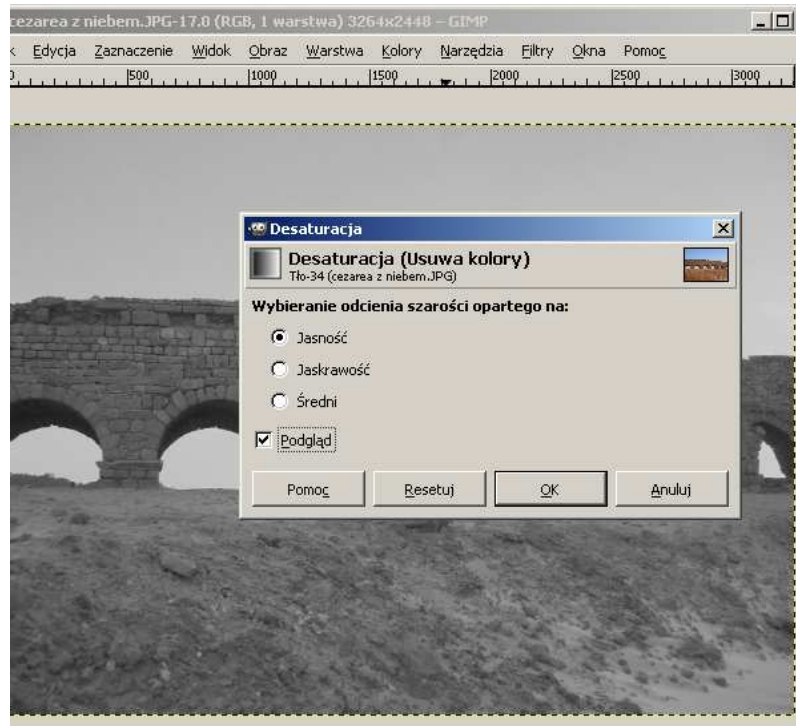 cezarea z niebem.JPG-17.0 (RGB, 1 warstwa) 3264x2448 – GIMP
Edycja Zaznaczenie Widok Obraz Warstwa Kolory Narzędzia Filtry Okna Pomoc
500 1000 1500 2000 2500 3000
Desaturacja
Desaturacja (Usuwa kolory)
Tło-34 (cezarea z niebem.JPG)
Wybieranie odcienia szarości opartego na:
Jasność
Jaskrawość
Średni
Podgląd
Pomoc Resetuj OK Anuluj